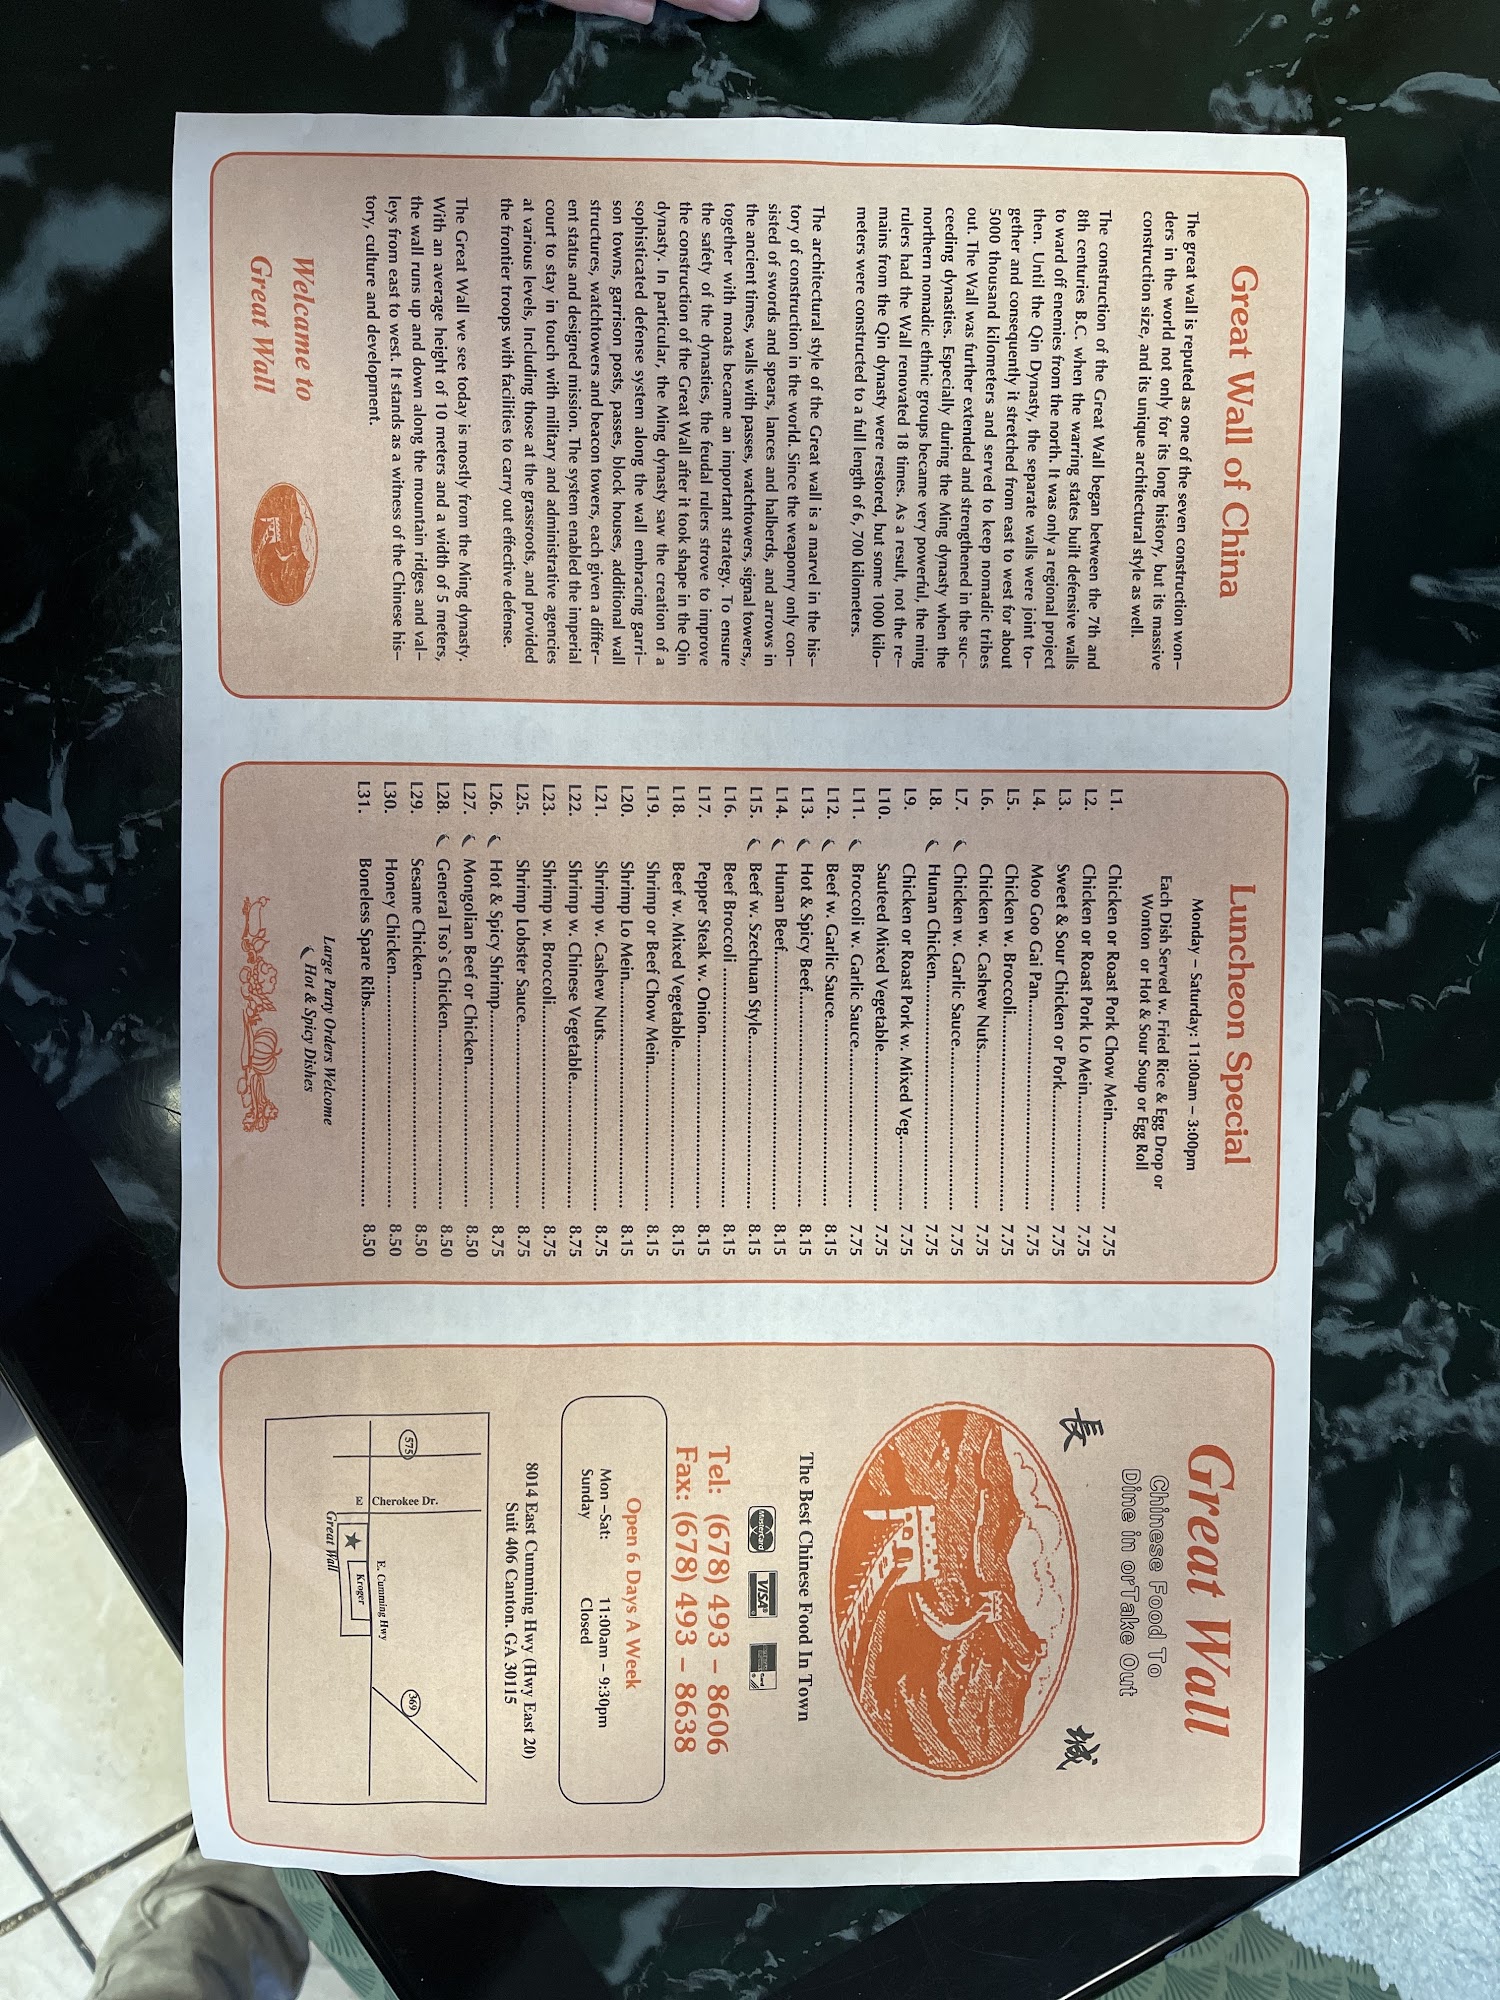 Great Wall of China
The great wall is reputed as one of the seven construction won-
ders in the world not only for its long history, but its massive
construction size, and its unique architectural style as well.
The construction of the Great Wall began between the 7th and
8th centuries B.C. when the warring states built defensive walls
to ward off enemies from the north. It was only a regional project
then. Until the Qin Dynasty, the separate walls were joint to-
gether and consequently it stretched from east to west for about
5000 thousand kilometers and served to keep nomadic tribes
out. The Wall was further extended and strengthened in the suc-
ceeding dynasties. Especially during the Ming dynasty when the
northern nomadic ethnic groups became very powerful, the ming
rulers had the Wall renovated 18 times. As a result, not the re-
mains from the Qin dynasty were restored, but some 1000 kilo-
meters were constructed to a full length of 6, 700 kilometers.
The architectural style of the Great wall is a marvel in the his-
tory of construction in the world. Since the weaponry only con-
sisted of swords and spears, lances and halberds, and arrows in
the ancient times, walls with passes, watchtowers, signal towers,,
together with moats became an important strategy. To ensure
the safety of the dynasties, the feudal rulers strove to improve
the construction of the Great Wall after it took shape in the Qin
dynasty. In particular, the Ming dynasty saw the creation of a
sophisticated defense system along the wall embracing garri-
son towns, garrison posts, passes, block houses, additional wall
structures, watchtowers and beacon towers, each given a differ-
ent status and designed mission. The system enabled the imperial
court to stay in touch with military and administrative agencies
at various levels, Including those at the grassroots, and provided
the frontier troops with facilities to carry out effective defense.
The Great Wall we see today is mostly from the Ming dynasty.
With an average height of 10 meters and a width of 5 meters,
the wall runs up and down along the mountain ridges and val-
leys from east to west. It stands as a witness of the Chinese his-
tory, culture and development.
Welcame to
Great Wall
Luncheon Special
Monday - Saturday: 11:00am - 3:00pm
Each Dish Served w. Fried Rice & Egg Drop or
Wonton or Hot & Sour Soup or Egg Roll
L1. Chicken or Roast Pork Chow Mein 7.75
L2. Chicken or Roast Pork Lo Mein 7.75
L3. Sweet & Sour Chicken or Pork 7.75
L4. Moo Goo Gai Pan 7.75
L5. Chicken w. Broccoli 7.75
L6. Chicken w. Cashew Nuts 7.75
L7. Chicken w. Garlic Sauce 7.75
L8. Hunan Chicken 7.75
L9. Chicken or Roast Pork w. Mixed Veg. 7.75
L10. Sauteed Mixed Vegetable 7.75
L11. Broccoli w. Garlic Sauce 7.75
L12. Beef w. Garlic Sauce 8.15
L13. Hot & Spicy Beef 8.15
L14. Hunan Beef 8.15
L15. Beef w. Szechuan Style 8.15
L16. Beef Broccoli 8.15
L17. Pepper Steak w. Onion 8.15
L18. Beef w. Mixed Vegetable 8.15
L19. Shrimp or Beef Chow Mein 8.15
L20. Shrimp Lo Mein 8.15
L21. Shrimp w. Cashew Nuts 8.75
L22. Shrimp w. Chinese Vegetable 8.75
L23. Shrimp w. Broccoli 8.75
L25. Shrimp Lobster Sauce 8.75
L26. Hot & Spicy Shrimp 8.75
L27. Mongolian Beef or Chicken 8.50
L28. General Tso`s Chicken 8.50
L29. Sesame Chicken 8.50
L30. Honey Chicken 8.50
L31. Boneless Spare Ribs 8.50
Large Party Orders Welcome
Hot & Spicy Dishes
Great Wall
Chinese Food To
Dine in orTake Out
長 城
The Best Chinese Food In Town
MasterCard VISA
Tel: (678) 493 - 8606
Fax: (678) 493 - 8638
Open 6 Days A Week
Mon -Sat: 11:00am - 9:30pm
Sunday Closed
8014 East Cumming Hwy (Hwy East 20)
Suit 406 Canton. GA 30115
575
E Cherokee Dr.
E. Cumming Hwy
369
Kroger
Great Wall